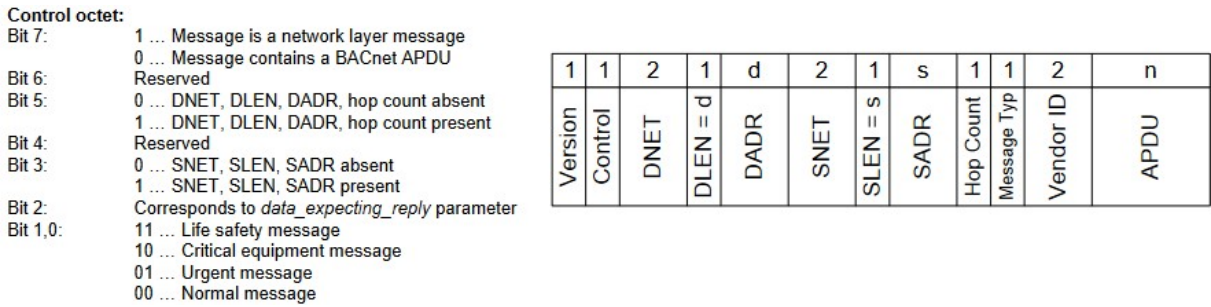 Control octet:
Bit 7: 1 ... Message is a network layer message
0 ... Message contains a BACnet APDU
Bit 6: Reserved
Bit 5: 0 ... DNET, DLEN, DADR, hop count absent
1 ... DNET, DLEN, DADR, hop count present
Bit 4: Reserved
Bit 3: 0 ... SNET, SLEN, SADR absent
1 ... SNET, SLEN, SADR present
Bit 2: Corresponds to data_expecting_reply parameter
Bit 1,0: 11 ... Life safety message
10 ... Critical equipment message
01 ... Urgent message
00 ... Normal message
1 1 2 1 d 2 1 s 1 1 2 n
Version
Control
DNET
DLEN = d
DADR
SNET
SLEN = s
SADR
Hop Count
Message Typ
Vendor ID
APDU